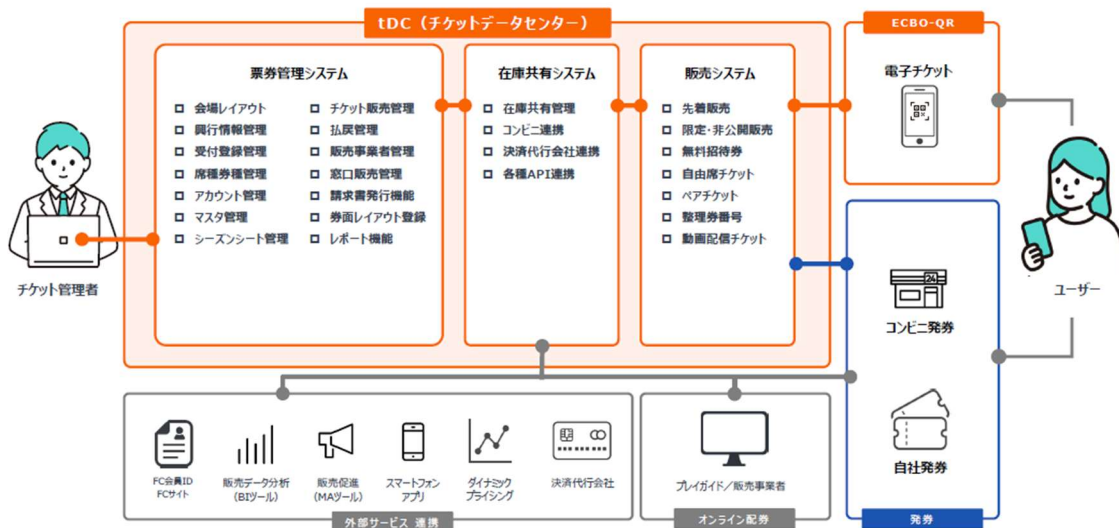 tDC（チケットデータセンター）
ECBO-QR
票券管理システム
会場レイアウト
興行情報管理
受付登録管理
席種券種管理
アカウント管理
マスタ管理
シーズンシート管理
チケット販売管理
払戻管理
販売事業者管理
窓口販売管理
請求書発行機能
券面レイアウト登録
レポート機能
在庫共有システム
在庫共有管理
コンビニ連携
決済代行会社連携
各種API連携
販売システム
先着販売
限定・非公開販売
無料招待券
自由席チケット
ペアチケット
整理券番号
動画配信チケット
電子チケット
チケット管理者
ユーザー
24
コンビニ発券
自社発券
発券
FC会員ID
FCサイト
販売データ分析
（BIツール）
販売促進
（MAツール）
スマートフォン
アプリ
ダイナミック
プライシング
決済代行会社
外部サービス 連携
プレイガイド／販売事業者
オンライン配券